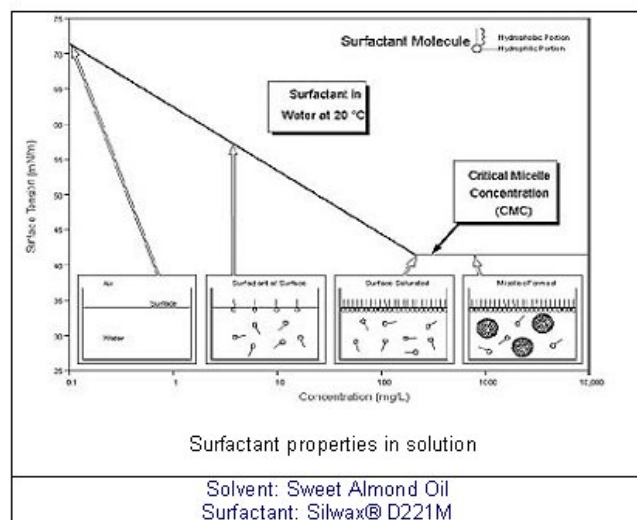 75
70
65
60
55
50
45
40
35
30
25
Surface Tension (mN/m)
Surfactant Molecule
Hydrophobic Portion
Hydrophilic Portion
Surfactant in
Water at 20 °C
Critical Micelle
Concentration
(CMC)
Air
Surface
Water
Surfactant at Surface
Surface Saturated
Micelles Formed
0.1
1
10
100
1000
10,000
Concentration (mg/L)
Surfactant properties in solution
Solvent: Sweet Almond Oil
Surfactant: Silwax® D221M